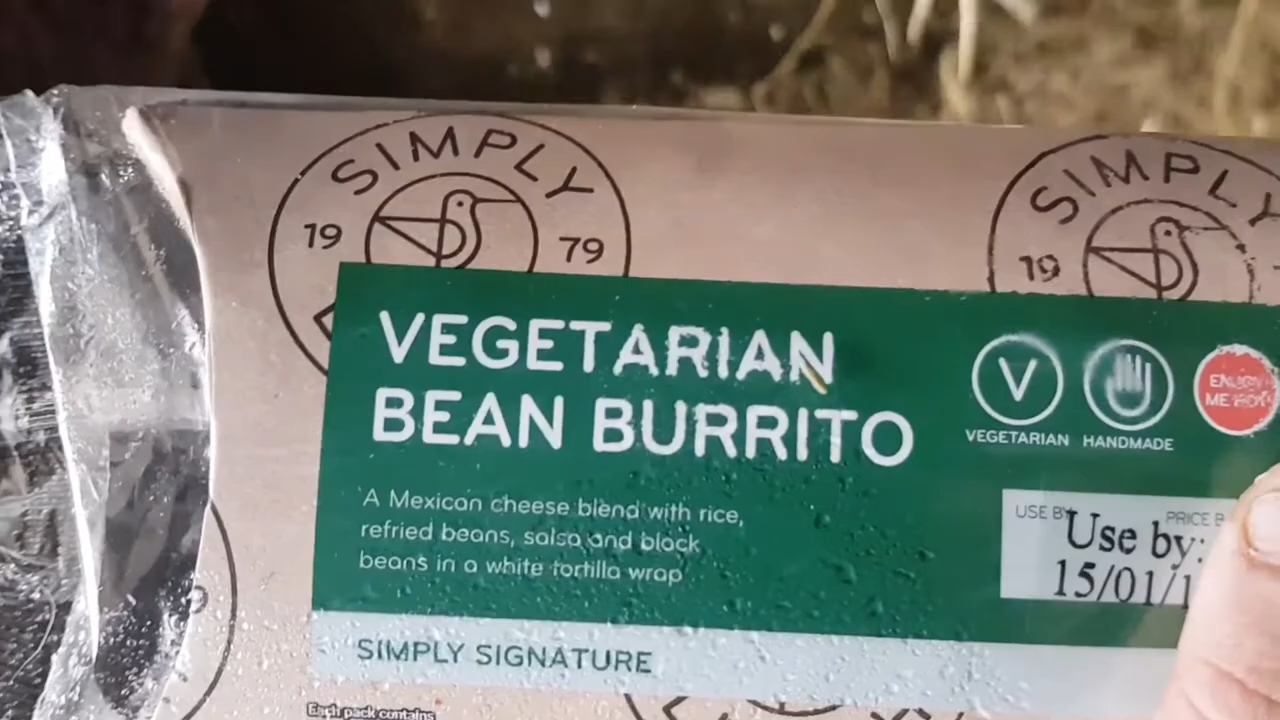 SIMPLY
19
79
SIMPLY
19
VEGETARIAN
BEAN BURRITO
VEGETARIAN
HANDMADE
A Mexican cheese blend with rice,
refried beans, salsa and black
beans in a white tortilla wrap
USE BY
PRICE
Use by:
15/01/1
SIMPLY SIGNATURE
Each pack contains